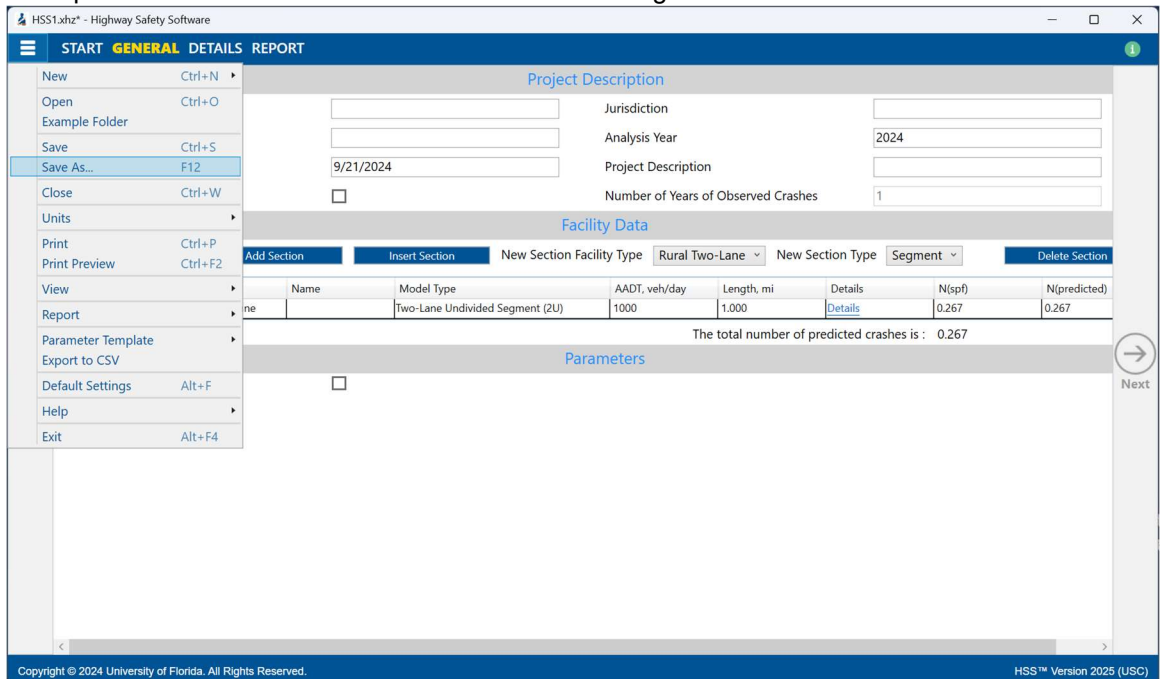 HSS1.xhz* - Highway Safety Software
START GENERAL DETAILS REPORT
New Ctrl+N
Open Ctrl+O
Example Folder
Save Ctrl+S
Save As... F12
Close Ctrl+W
Units
Print Ctrl+P
Print Preview Ctrl+F2
View
Report
Parameter Template
Export to CSV
Default Settings Alt+F
Help
Exit Alt+F4
Project Description
Jurisdiction
Analysis Year 2024
9/21/2024 Project Description
Number of Years of Observed Crashes 1
Facility Data
Add Section Insert Section New Section Facility Type Rural Two-Lane New Section Type Segment Delete Section
Name Model Type AADT, veh/day Length, mi Details N(spf) N(predicted)
ne Two-Lane Undivided Segment (2U) 1000 1.000 Details 0.267 0.267
The total number of predicted crashes is : 0.267
Parameters
Next
Copyright © 2024 University of Florida. All Rights Reserved. HSS™ Version 2025 (USC)